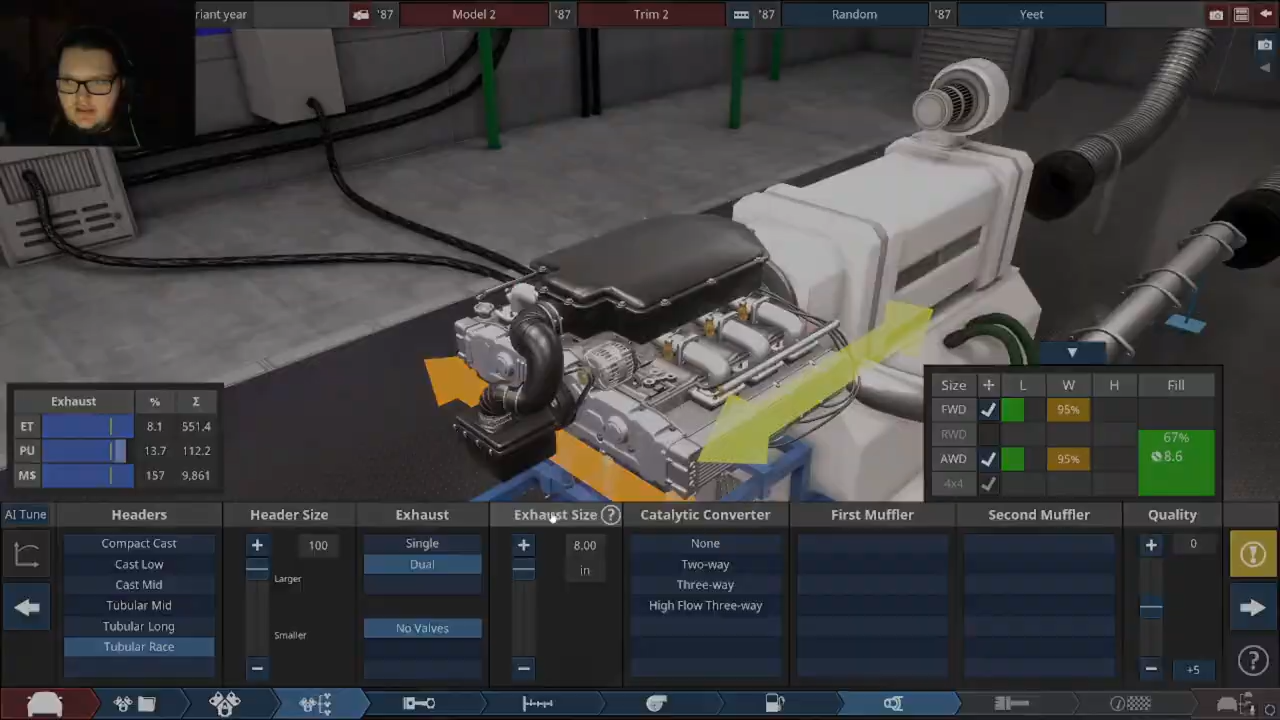 riant year
'87
Model 2
'87
Trim 2
'87
Random
'87
Yeet
Exhaust % Σ
ET 8.1 551.4
PU 13.7 112.2
M$ 157 9,861
Size L W H Fill
FWD 95%
RWD
AWD 95%
4x4
67%
8.6
AI Tune
Headers
Compact Cast
Cast Low
Cast Mid
Tubular Mid
Tubular Long
Tubular Race
Header Size
+ 100
Larger
Smaller
-
Exhaust
Single
Dual
No Valves
Exhaust Size ?
+ 8.00
in
-
Catalytic Converter
None
Two-way
Three-way
High Flow Three-way
First Muffler
Second Muffler
Quality
+ 0
- +5
!
?